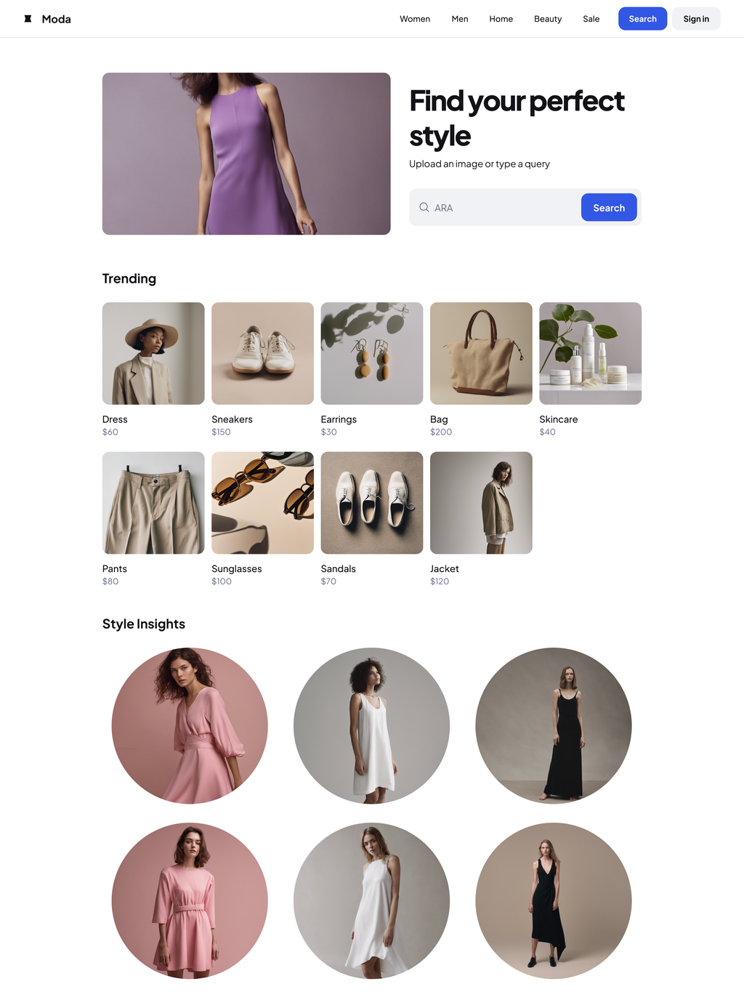 Moda
Women
Men
Home
Beauty
Sale
Search
Sign in
Find your perfect
style
Upload an image or type a query
ARA
Search
Trending
Dress
$60
Sneakers
$150
Earrings
$30
Bag
$200
Skincare
$40
Pants
$80
Sunglasses
$100
Sandals
$70
Jacket
$120
Style Insights